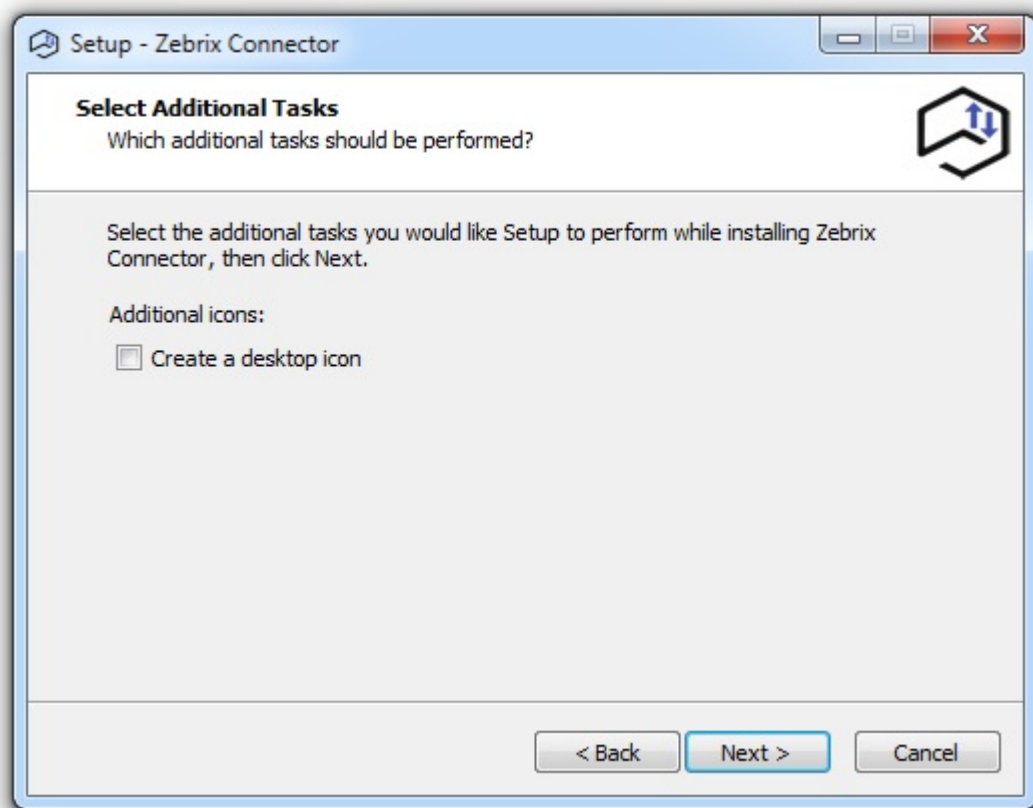 Setup - Zebrix Connector
Select Additional Tasks
Which additional tasks should be performed?
Select the additional tasks you would like Setup to perform while installing Zebrix
Connector, then click Next.
Additional icons:
Create a desktop icon
< Back
Next >
Cancel